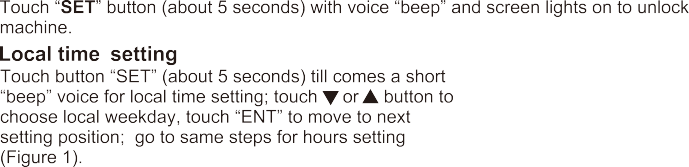 Touch “SET” button (about 5 seconds) with voice “beep” and screen lights on to unlock
machine.
Local time  setting
Touch button “SET” (about 5 seconds) till comes a short
“beep” voice for local time setting; touch ▼ or ▲ button to
choose local weekday, touch “ENT” to move to next
setting position;  go to same steps for hours setting
(Figure 1).